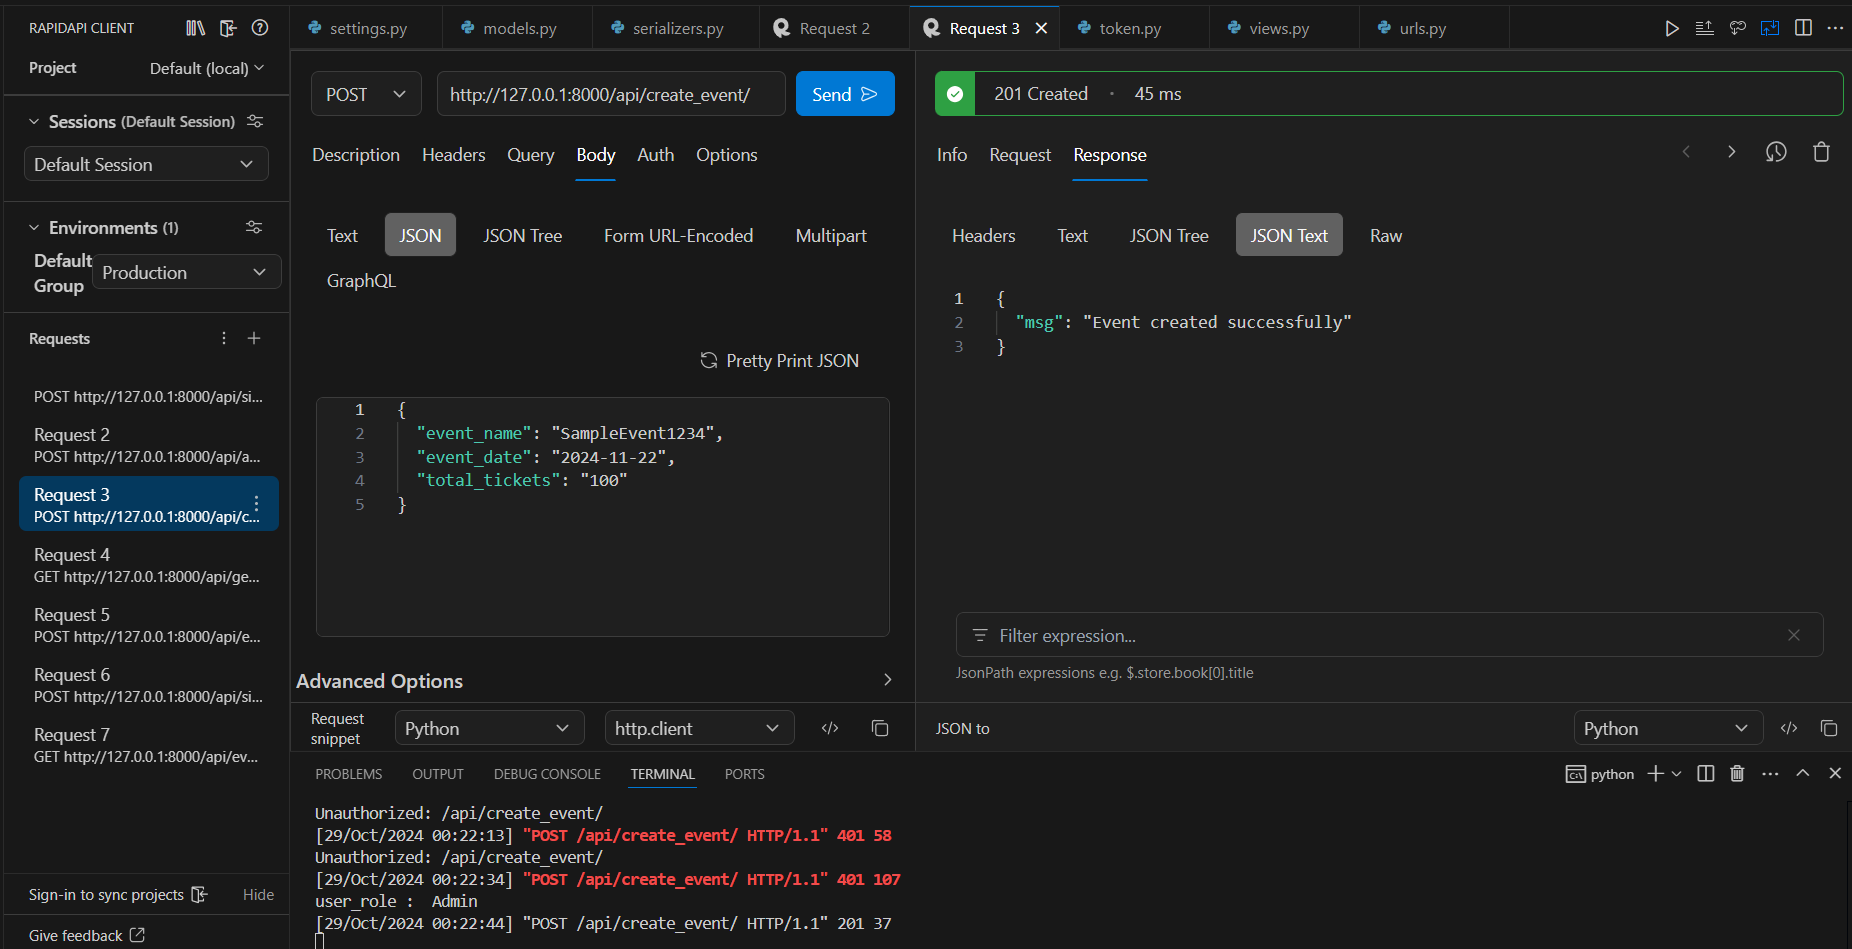 RAPIDAPI CLIENT
Project
Default (local)
Sessions (Default Session)
Default Session
Environments (1)
Default Group
Production
Requests
POST http://127.0.0.1:8000/api/si...
Request 2
POST http://127.0.0.1:8000/api/a...
Request 3
POST http://127.0.0.1:8000/api/c...
Request 4
GET http://127.0.0.1:8000/api/ge...
Request 5
POST http://127.0.0.1:8000/api/e...
Request 6
POST http://127.0.0.1:8000/api/si...
Request 7
GET http://127.0.0.1:8000/api/ev...
Sign-in to sync projects
Hide
Give feedback
settings.py
models.py
serializers.py
Request 2
Request 3
token.py
views.py
urls.py
POST
http://127.0.0.1:8000/api/create_event/
Send
Description Headers Query Body Auth Options
Text JSON JSON Tree Form URL-Encoded Multipart
GraphQL
Pretty Print JSON
1 {
2 "event_name": "SampleEvent1234",
3 "event_date": "2024-11-22",
4 "total_tickets": "100"
5 }
Advanced Options
Request snippet
Python
http.client
</>
201 Created · 45 ms
Info Request Response
Headers Text JSON Tree JSON Text Raw
1 {
2 "msg": "Event created successfully"
3 }
Filter expression...
JsonPath expressions e.g. $.store.book[0].title
JSON to
Python
</>
PROBLEMS OUTPUT DEBUG CONSOLE TERMINAL PORTS
python
Unauthorized: /api/create_event/
[29/Oct/2024 00:22:13] "POST /api/create_event/ HTTP/1.1" 401 58
Unauthorized: /api/create_event/
[29/Oct/2024 00:22:34] "POST /api/create_event/ HTTP/1.1" 401 107
user_role :  Admin
[29/Oct/2024 00:22:44] "POST /api/create_event/ HTTP/1.1" 201 37